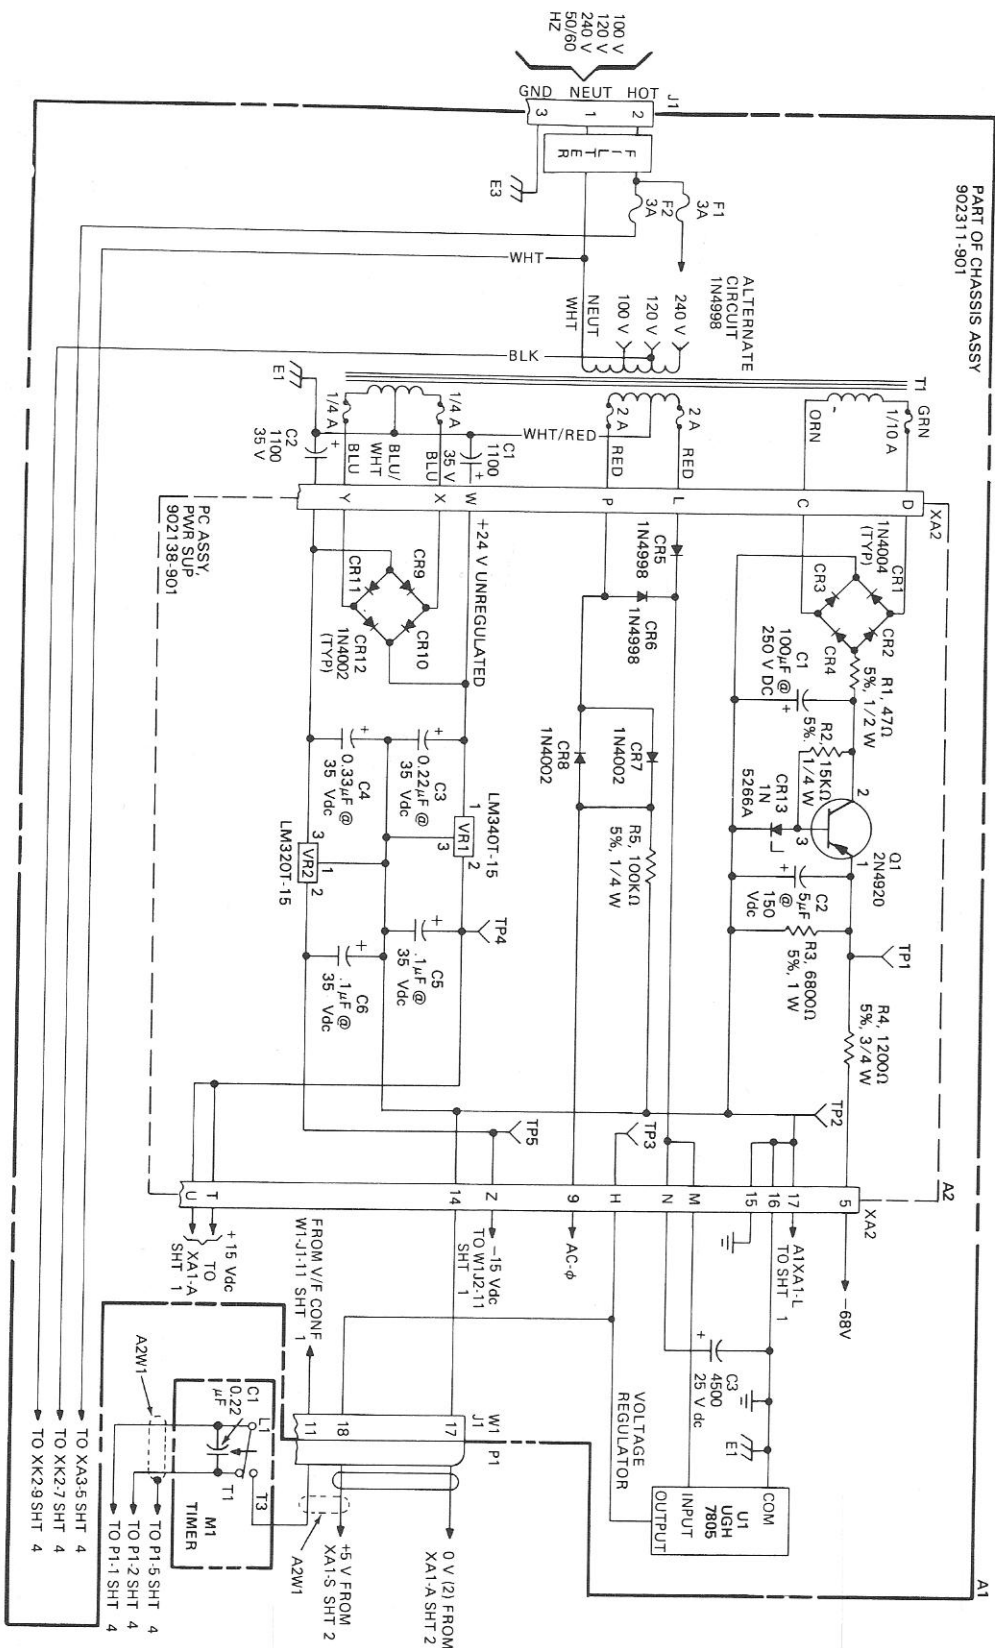 100 V
120 V
240 V
50/60
HZ
GND NEUT HOT
J1
3 1 2
FILTER
E3
F1
3A
F2
3A
PART OF CHASSIS ASSY
902311-901
WHT
ALTERNATE
CIRCUIT
1N4998
240 V
120 V
100 V
NEUT
WHT
BLK
T1
E1
GRN
1/10 A
ORN
2 A
2 A
RED
RED
WHT/RED
1/4 A
1/4 A
BLU
BLU/
WHT
BLU
C1
1100
35 V
+
C2
1100
35 V
+
XA2
D
C
L
P
W
X
Y
PC ASSY,
PWR SUP
902138-901
1N4004
(TYP)
CR1
CR2
CR3
CR4
R1, 47Ω
5%, 1/2 W
C1
100μF @
250 V DC
+
R2, 15KΩ
5%, 1/4 W
CR13
1N
5266A
2
3
1
Q1
2N4920
C2
5μF
@
150
Vdc
+
R3, 6800Ω
5%, 1 W
TP1
R4, 1200Ω
5%, 3/4 W
CR5
1N4998
CR6
1N4998
CR7
1N4002
CR8
1N4002
R5, 100KΩ
5%, 1/4 W
+24 V UNREGULATED
CR9
CR10
CR11
CR12
1N4002
(TYP)
C3
0.22μF @
35 Vdc
+
C4
0.33μF @
35 Vdc
+
LM340T-15
1
VR1
3
2
LM320T-15
3
VR2
1
2
TP4
C5
.1μF @
35 Vdc
+
C6
.1μF @
35 Vdc
+
TP2
TP3
TP5
A2
XA2
5
17
16
15
M
N
H
9
Z
14
T
U
−68V
A1XA1-L
TO SHT 1
AC-φ
−15 Vdc
TO W1J2-11
SHT 1
+15 Vdc
TO
XA1-A
SHT 1
C3
4500
25 V dc
+
E1
VOLTAGE
REGULATOR
COM
U1
UGH
7805
INPUT
OUTPUT
FROM V/F CONF
W1-J1-11 SHT 1
W1
J1
P1
17
18
11
0 V (2) FROM
XA1-A SHT 2
+5 V FROM
XA1-S SHT 2
A2W1
A2W1
C1
0.22
μF
L1
T1
T3
M1
TIMER
TO P1-5 SHT 4
TO P1-2 SHT 4
TO P1-1 SHT 4
TO XA3-5 SHT 4
TO XK2-7 SHT 4
TO XK2-9 SHT 4
A1